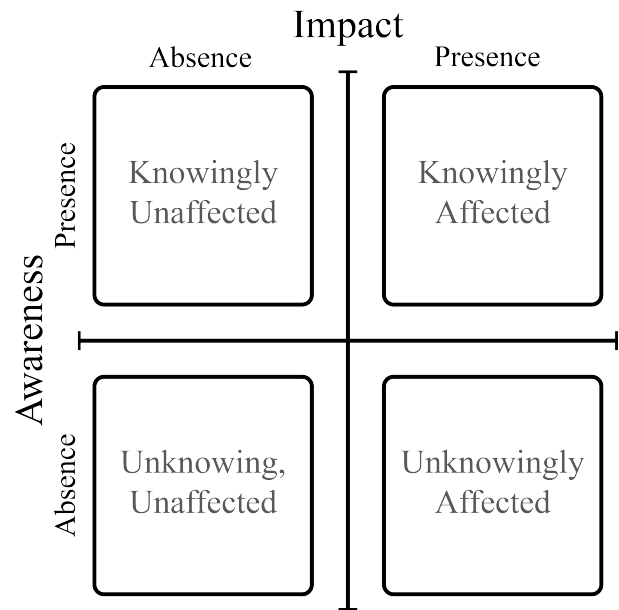 Impact
Absence
Presence
Awareness
Presence
Knowingly
Unaffected
Knowingly
Affected
Absence
Unknowing,
Unaffected
Unknowingly
Affected